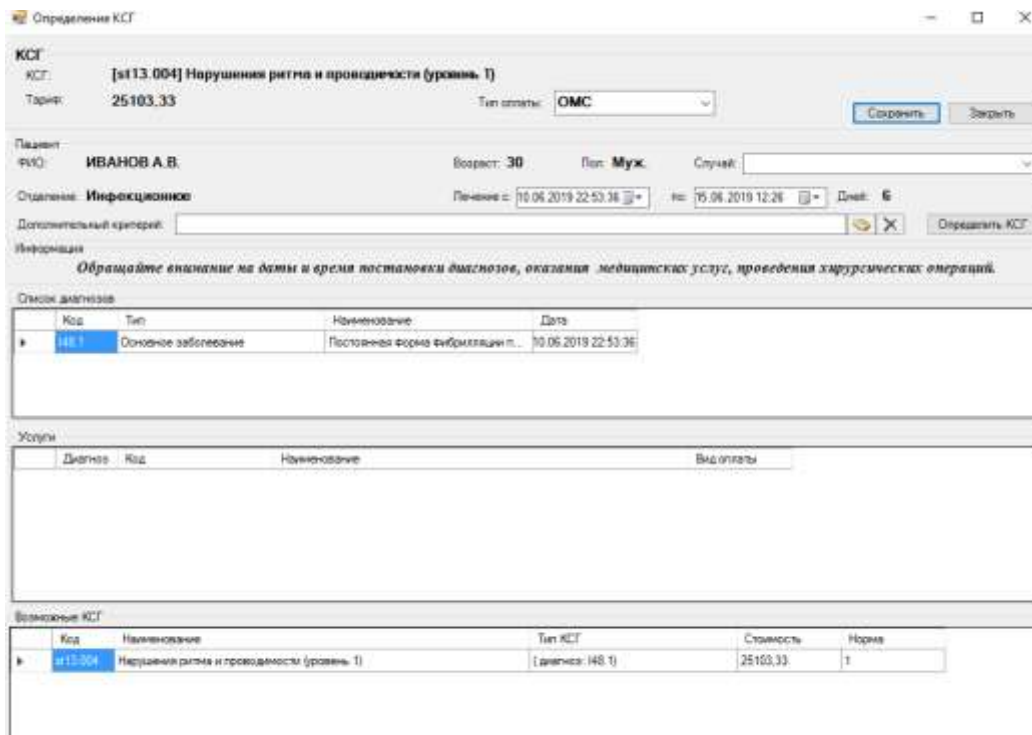 Определение КСГ
КСГ
КСГ: [st13.004] Нарушения ритма и проводимости (уровень 1)
Тариф: 25103,33 Тип оплаты: ОМС Сохранить Закрыть
Пациент
ФИО: ИВАНОВ А.В. Возраст: 30 Пол: Муж. Случай:
Отделение: Инфекционное Лечение с: 10.06.2019 22:53:36 по: 15.06.2019 12:26 Дней: 6
Дополнительный критерий: Определить КСГ
Информация
Обращайте внимание на даты и время постановки диагнозов, оказания медицинских услуг, проведения хирургических операций.
Список диагнозов
Код Тип Наименование Дата
I48.1 Основное заболевание Постоянная форма фибрилляции п... 10.06.2019 22:53:36
Услуги
Диагноз Код Наименование Вид оплаты
Возможные КСГ
Код Наименование Тип КСГ Стоимость Норма
st13.004 Нарушения ритма и проводимости (уровень 1) ( диагноз: I48.1) 25103,33 1